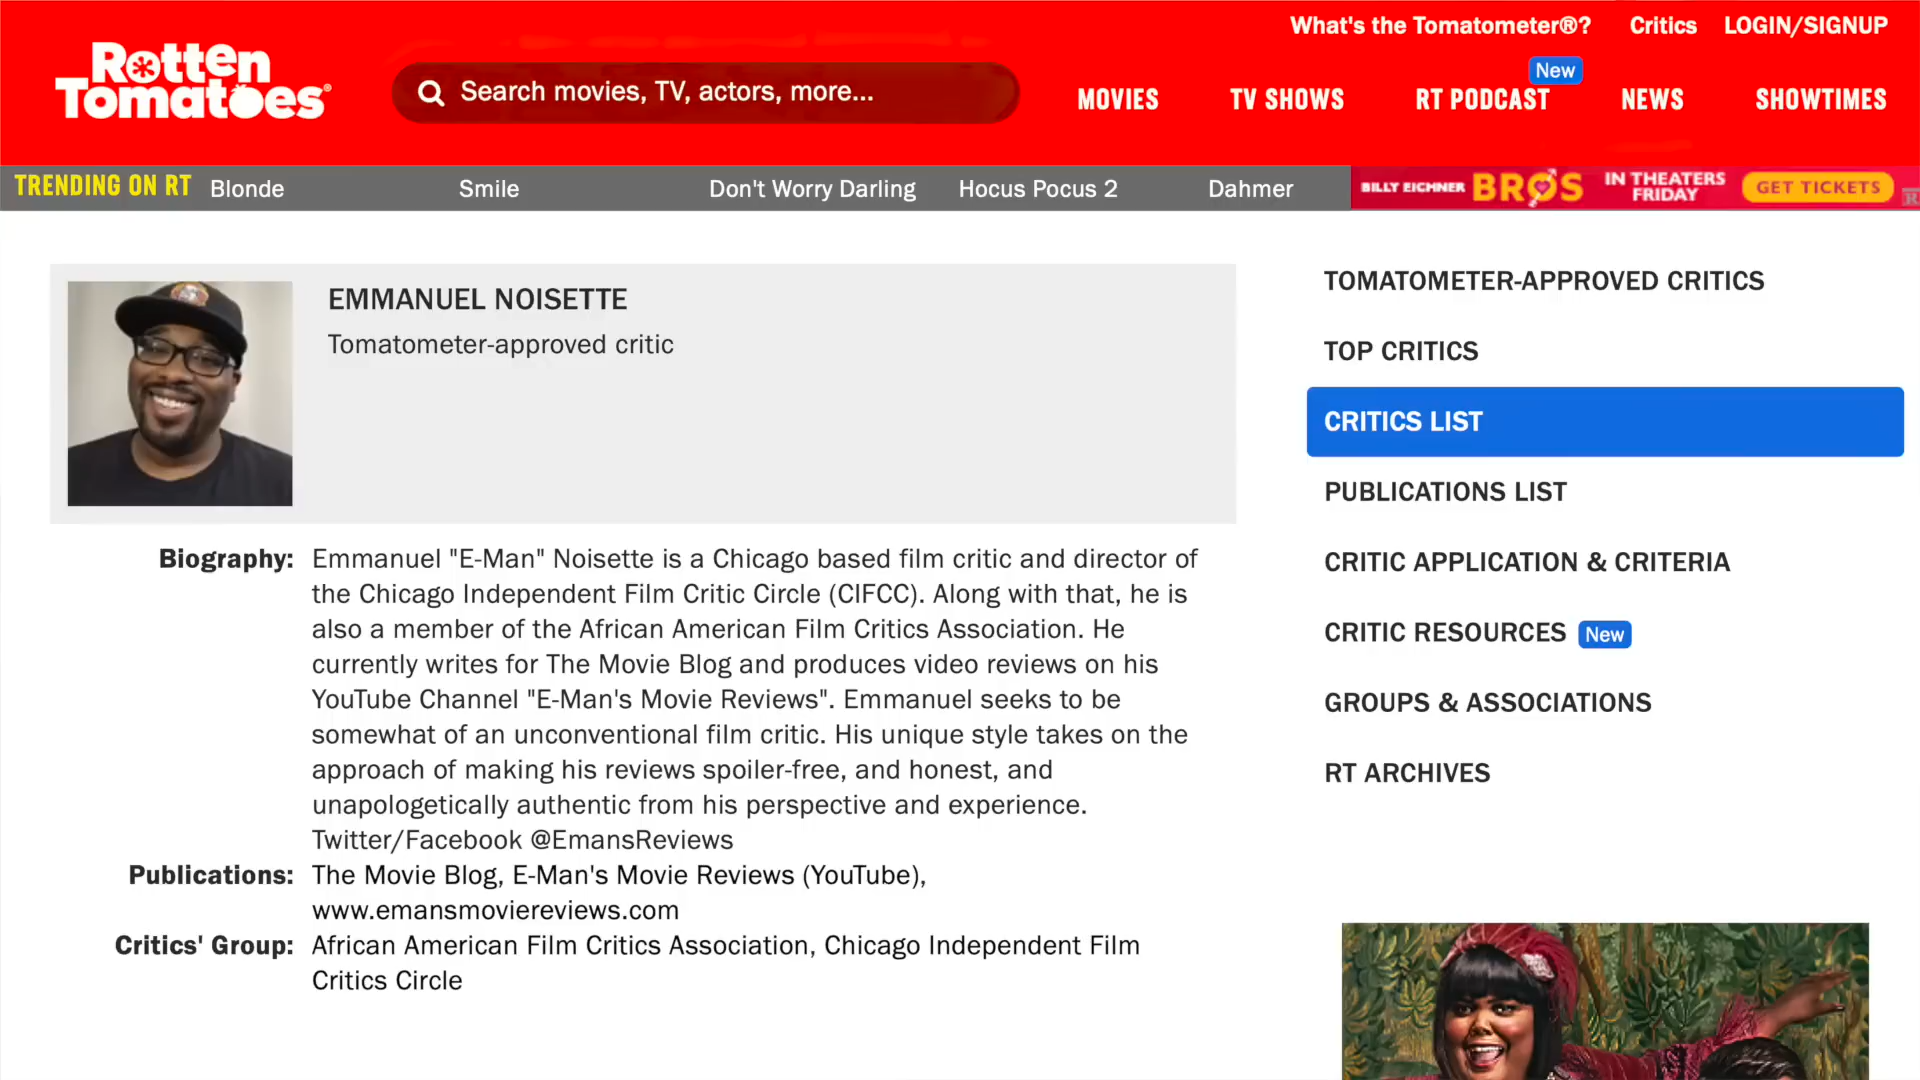 What's the Tomatometer®? Critics LOGIN/SIGNUP
Rotten
Tomatoes®
Search movies, TV, actors, more...
New
MOVIES TV SHOWS RT PODCAST NEWS SHOWTIMES
TRENDING ON RT Blonde Smile Don't Worry Darling Hocus Pocus 2 Dahmer
BILLY EICHNER BROS IN THEATERS FRIDAY GET TICKETS R
EMMANUEL NOISETTE
Tomatometer-approved critic
Biography: Emmanuel "E-Man" Noisette is a Chicago based film critic and director of
the Chicago Independent Film Critic Circle (CIFCC). Along with that, he is
also a member of the African American Film Critics Association. He
currently writes for The Movie Blog and produces video reviews on his
YouTube Channel "E-Man's Movie Reviews". Emmanuel seeks to be
somewhat of an unconventional film critic. His unique style takes on the
approach of making his reviews spoiler-free, and honest, and
unapologetically authentic from his perspective and experience.
Twitter/Facebook @EmansReviews
Publications: The Movie Blog, E-Man's Movie Reviews (YouTube),
www.emansmoviereviews.com
Critics' Group: African American Film Critics Association, Chicago Independent Film
Critics Circle
TOMATOMETER-APPROVED CRITICS
TOP CRITICS
CRITICS LIST
PUBLICATIONS LIST
CRITIC APPLICATION & CRITERIA
CRITIC RESOURCES New
GROUPS & ASSOCIATIONS
RT ARCHIVES